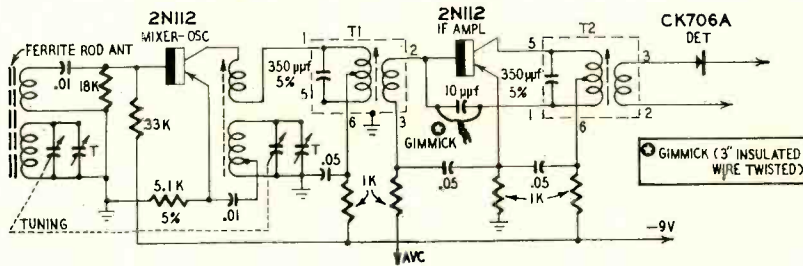 2N112
MIXER-OSC
FERRITE ROD ANT
.01
18K
33K
T
5.1K
5%
.01
TUNING
T
T1
350 µµf
5%
5
6
2
3
.05
1K
AVC
2N112
IF AMPL
10 µµf
GIMMICK
.05
.05
1K
5
1
T2
350 µµf
5%
6
3
2
CK706A
DET
GIMMICK (3" INSULATED
WIRE TWISTED)
-9V